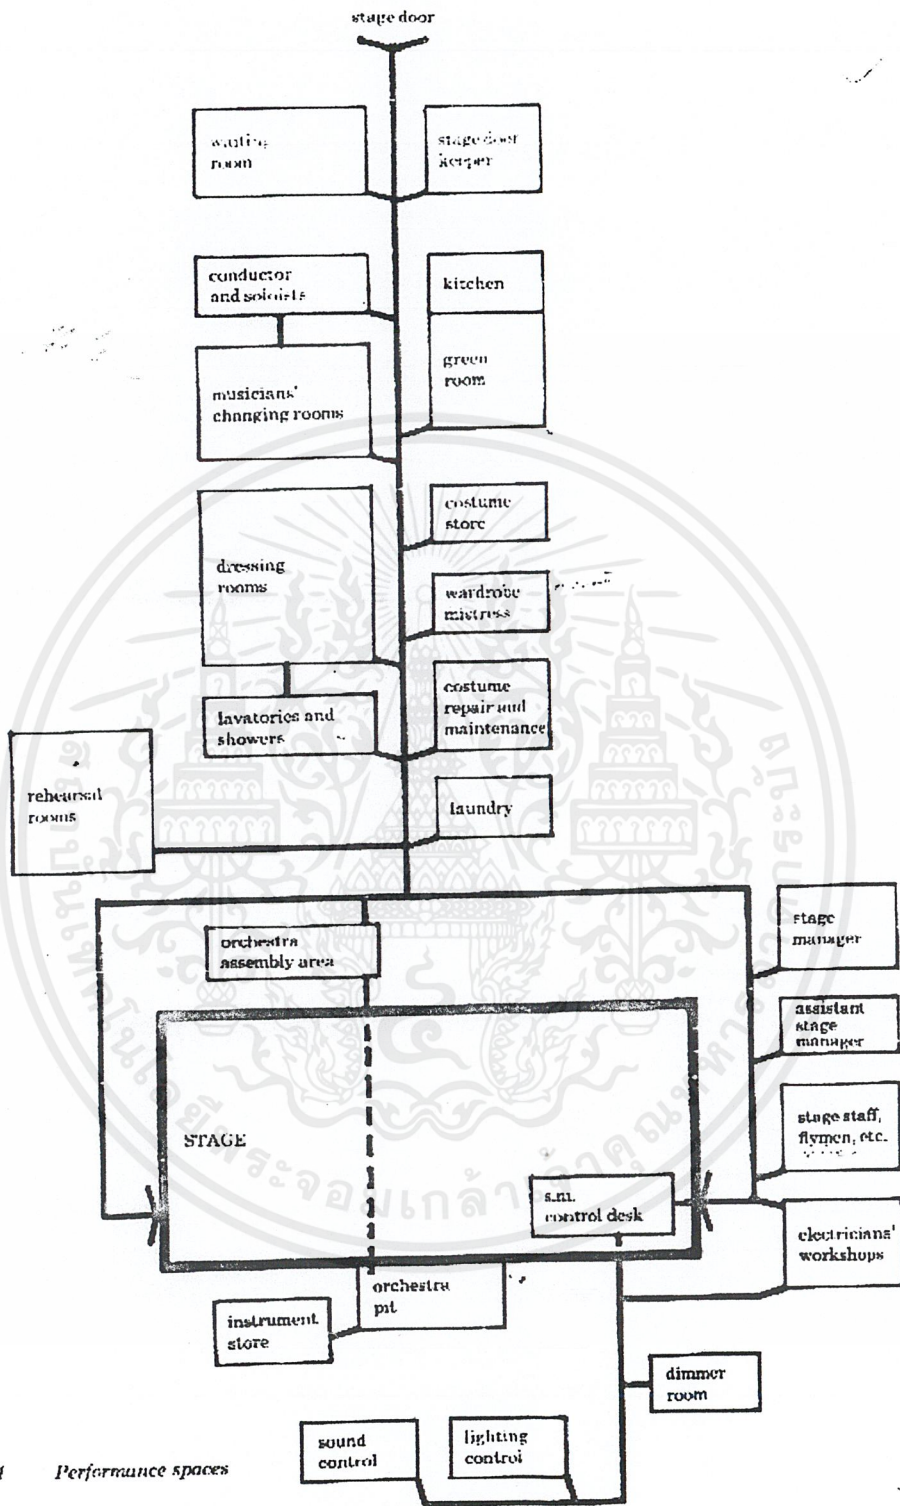 stage door
waiting
room
stage door
keeper
conductor
and soloists
kitchen
green
room
musicians'
changing rooms
costume
store
dressing
rooms
wardrobe
mistress
costume
repair and
maintenance
lavatories and
showers
rehearsal
rooms
laundry
stage
manager
orchestra
assembly area
assistant
stage
manager
stage staff,
flymen, etc.
STAGE
s.m.
control desk
electricians'
workshops
orchestra
pit
instrument
store
dimmer
room
sound
control
lighting
control
Performance spaces